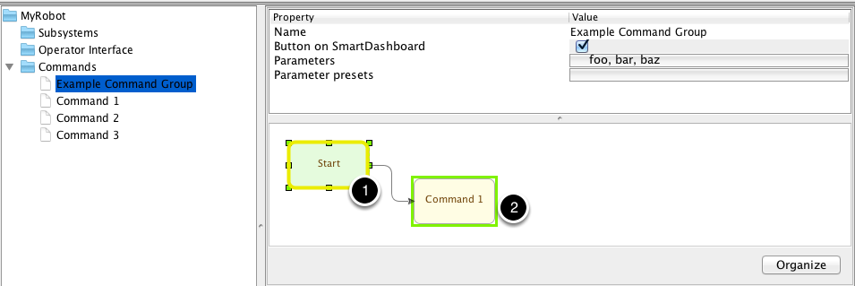 MyRobot
Subsystems
Operator Interface
Commands
Example Command Group
Command 1
Command 2
Command 3
Property Value
Name Example Command Group
Button on SmartDashboard
Parameters foo, bar, baz
Parameter presets
Start
1
Command 1
2
Organize